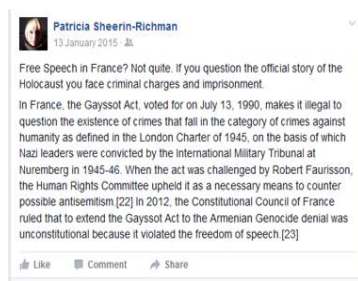 Patricia Sheerin-Richman
13 January 2015
Free Speech in France? Not quite. If you question the official story of the
Holocaust you face criminal charges and imprisonment.
In France, the Gayssot Act, voted for on July 13, 1990, makes it illegal to
question the existence of crimes that fall in the category of crimes against
humanity as defined in the London Charter of 1945, on the basis of which
Nazi leaders were convicted by the International Military Tribunal at
Nuremberg in 1945-46. When the act was challenged by Robert Faurisson,
the Human Rights Committee upheld it as a necessary means to counter
possible antisemitism.[22] In 2012, the Constitutional Council of France
ruled that to extend the Gayssot Act to the Armenian Genocide denial was
unconstitutional because it violated the freedom of speech.[23]
Like Comment Share